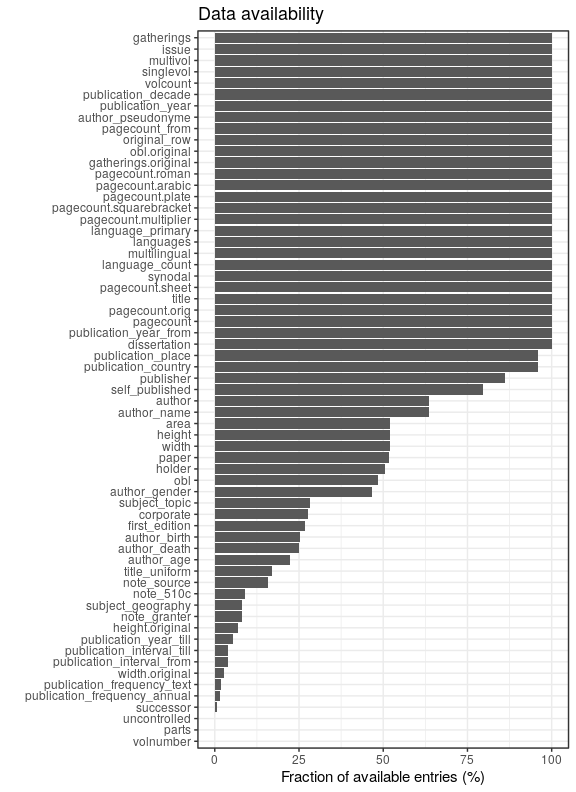 Data availability
gatherings
issue
multivol
singlevol
volcount
publication_decade
publication_year
author_pseudonyme
pagecount_from
original_row
obl.original
gatherings.original
pagecount.roman
pagecount.arabic
pagecount.plate
pagecount.squarebracket
pagecount.multiplier
language_primary
languages
multilingual
language_count
synodal
pagecount.sheet
title
pagecount.orig
pagecount
publication_year_from
dissertation
publication_place
publication_country
publisher
self_published
author
author_name
area
height
width
paper
holder
obl
author_gender
subject_topic
corporate
first_edition
author_birth
author_death
author_age
title_uniform
note_source
note_510c
subject_geography
note_granter
height.original
publication_year_till
publication_interval_till
publication_interval_from
width.original
publication_frequency_text
publication_frequency_annual
successor
uncontrolled
parts
volnumber
0 25 50 75 100
Fraction of available entries (%)